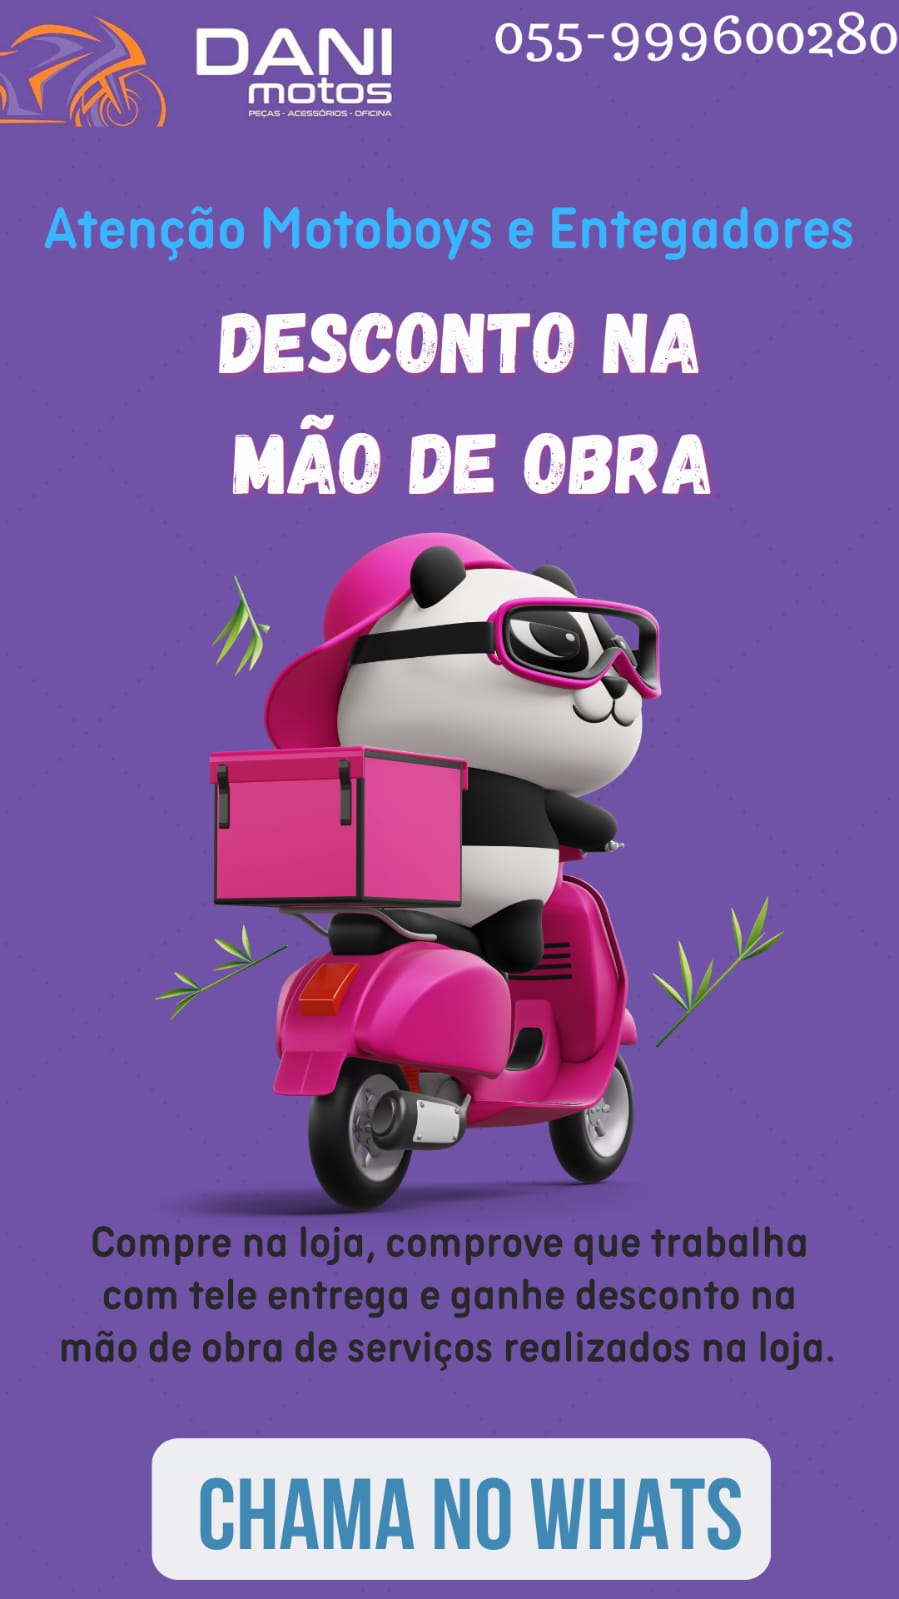 DANI
motos
PEÇAS - ACESSÓRIOS - OFICINA
055-999600280
Atenção Motoboys e Entegadores
DESCONTO NA
MÃO DE OBRA
Compre na loja, comprove que trabalha
com tele entrega e ganhe desconto na
mão de obra de serviços realizados na loja.
CHAMA NO WHATS